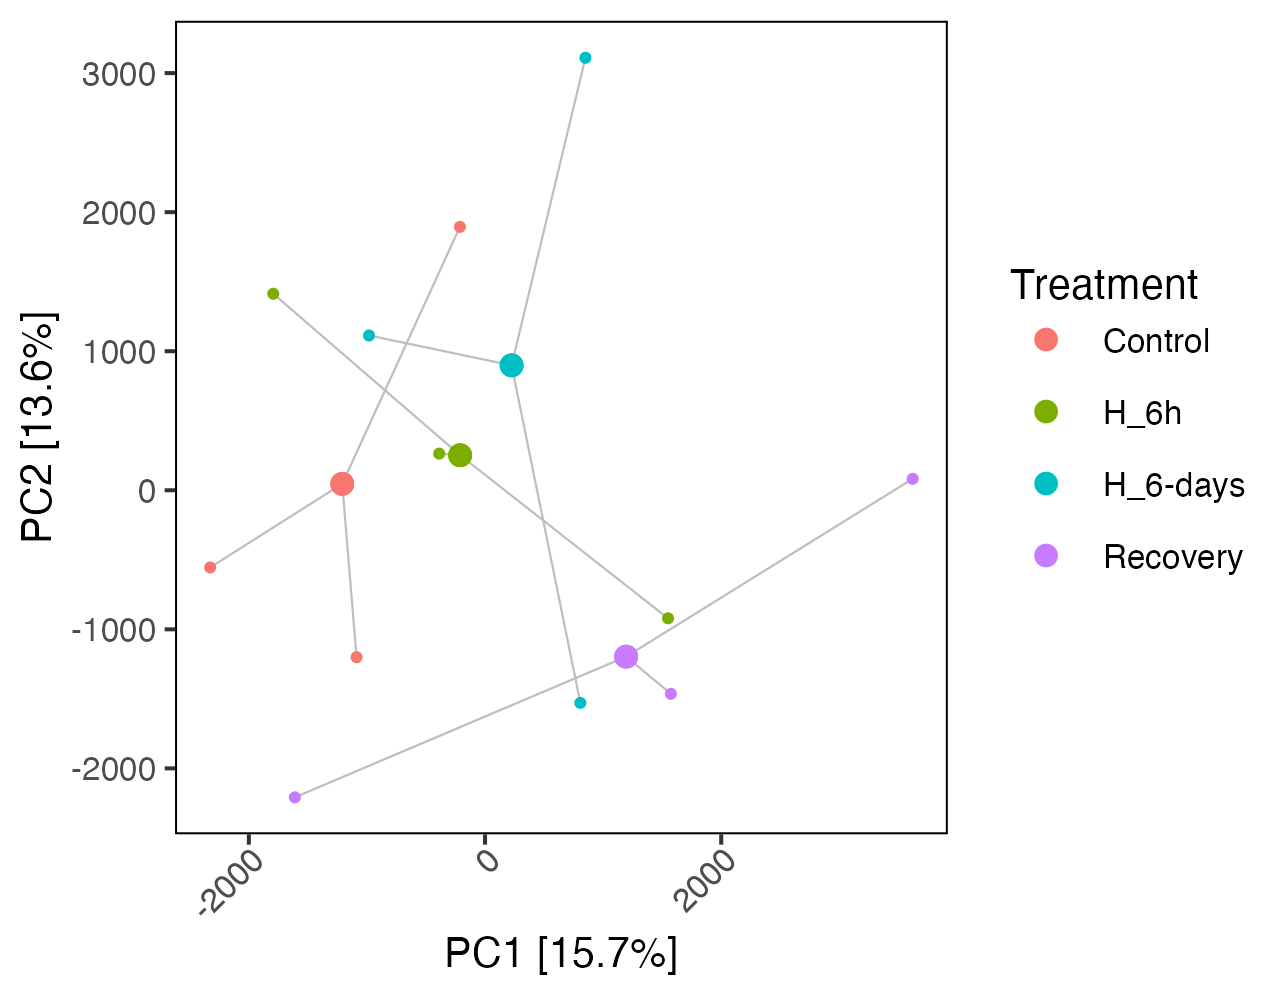 3000
2000
1000
0
-1000
-2000
PC2 [13.6%]
-2000
0
2000
PC1 [15.7%]
Treatment
Control
H_6h
H_6-days
Recovery